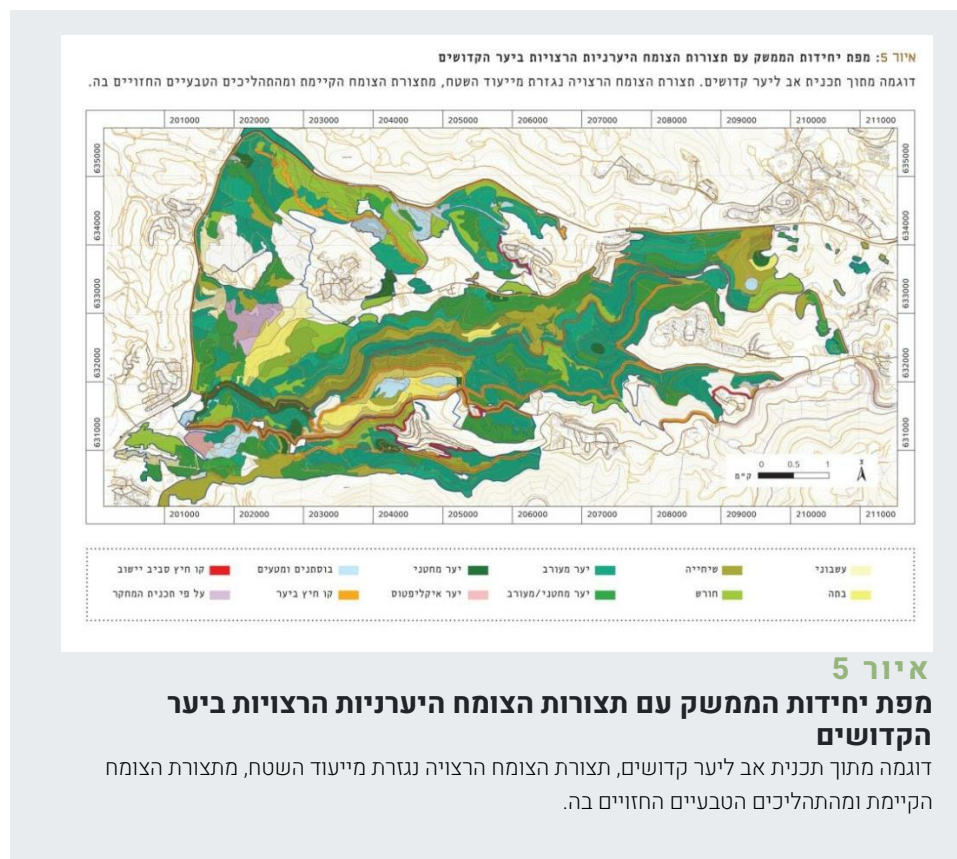 איור 5: מפת יחידות הממשק עם תצורות הצומח היערניות הרצויות ביער הקדושים
דוגמה מתוך תכנית אב ליער קדושים. תצורת הצומח הרצויה נגזרת מייעוד השטח, מתצורת הצומח הקיימת ומהתהליכים הטבעיים החזויים בה.
201000 202000 203000 204000 205000 206000 207000 208000 209000 210000 211000
635000 635000
634000 634000
633000 633000
632000 632000
631000 631000
0 0.5 1
ק"מ
צ
201000 202000 203000 204000 205000 206000 207000 208000 209000 210000 211000
עשבוני שיחייה יער מעורב יער מחטני בוסתנים ומטעים קו חיץ סביב יישוב
בתה חורש יער מחטני/מעורב יער איקליפטוס קו חיץ ביער על פי תכנית המחקר
איור 5
מפת יחידות הממשק עם תצורות הצומח היערניות הרצויות ביער
הקדושים
דוגמה מתוך תכנית אב ליער קדושים, תצורת הצומח הרצויה נגזרת מייעוד השטח, מתצורת הצומח
הקיימת ומהתהליכים הטבעיים החזויים בה.